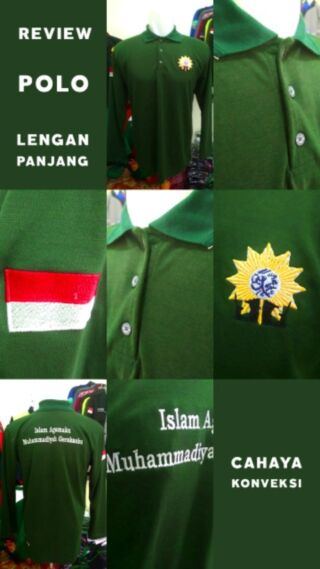 REVIEW
POLO
LENGAN
PANJANG
Islam Agamaku
Muhammadiyah Gerakanku
Islam A
Muhammadiya
CAHAYA
KONVEKSI